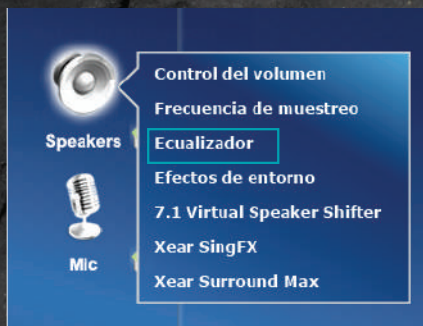 Control del volumen
Frecuencia de muestreo
Speakers
Ecualizador
Efectos de entorno
7.1 Virtual Speaker Shifter
Mic
Xear SingFX
Xear Surround Max